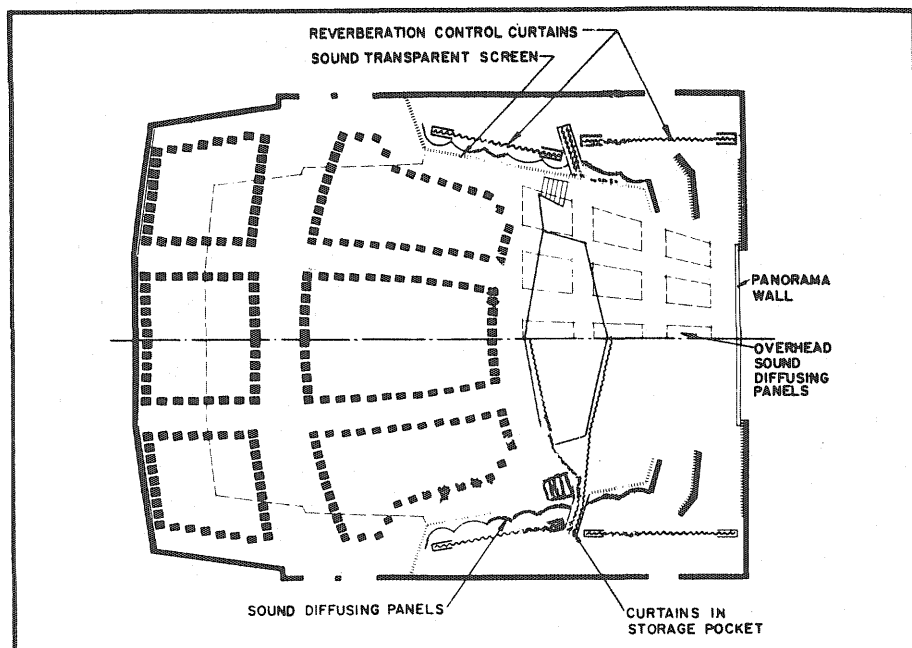 REVERBERATION CONTROL CURTAINS
SOUND TRANSPARENT SCREEN
PANORAMA
WALL
OVERHEAD
SOUND
DIFFUSING
PANELS
SOUND DIFFUSING PANELS
CURTAINS IN
STORAGE POCKET